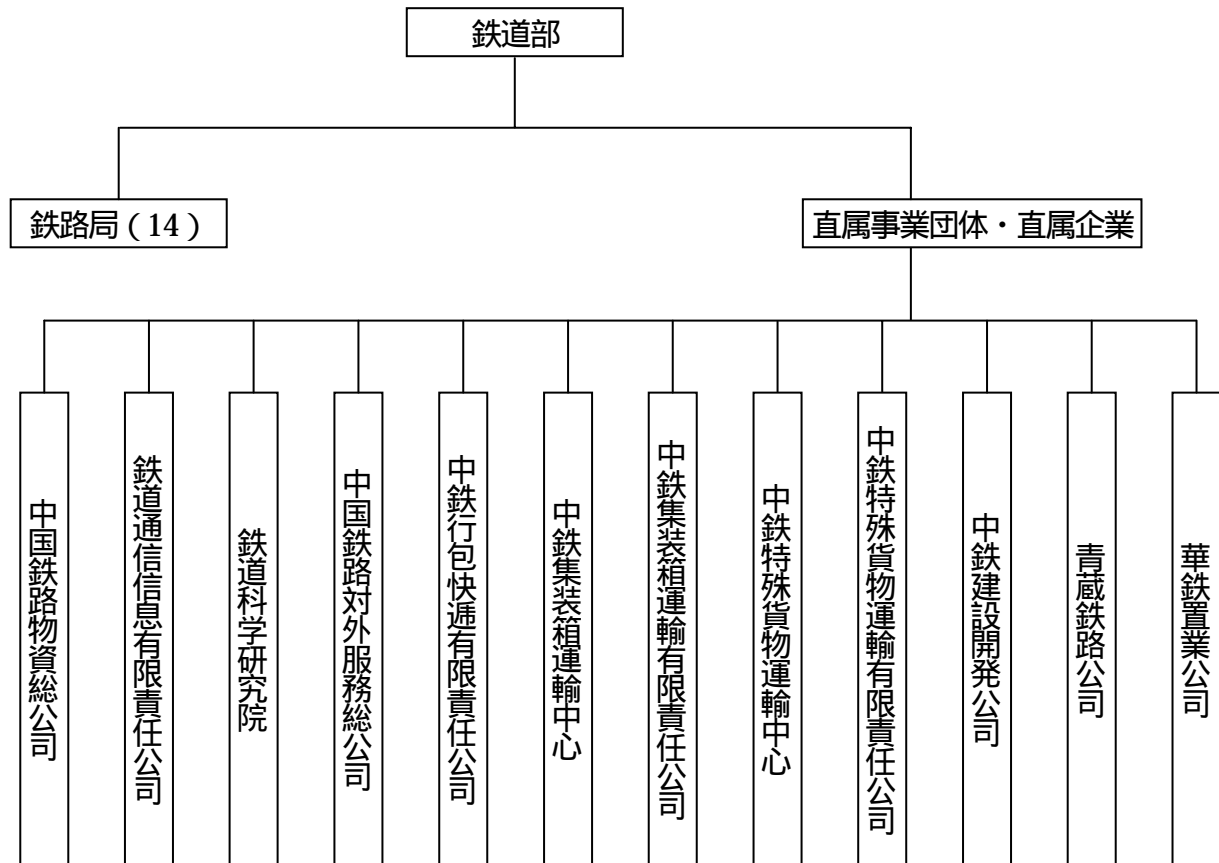 鉄道部
鉄路局（14）
直属事業団体・直属企業
中国鉄路物資総公司
鉄道通信信息有限責任公司
鉄道科学研究院
中国鉄路対外服務総公司
中鉄行包快逓有限責任公司
中鉄集装箱運輸中心
中鉄集装箱運輸有限責任公司
中鉄特殊貨物運輸中心
中鉄特殊貨物運輸有限責任公司
中鉄建設開発公司
青蔵鉄路公司
華鉄置業公司